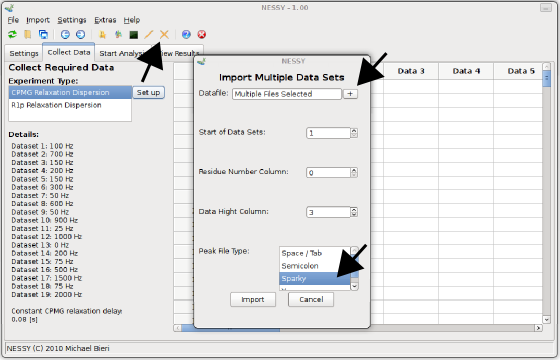 NESSY - 1.00
File Import Settings Extras Help
Settings Collect Data Start Analysis View Results
Collect Required Data
Experiment Type:
CPMG Relaxation Dispersion Set up
R1p Relaxation Dispersion
Details:
Dataset 1: 100 Hz
Dataset 2: 700 Hz
Dataset 3: 150 Hz
Dataset 4: 200 Hz
Dataset 5: 150 Hz
Dataset 6: 300 Hz
Dataset 7: 50 Hz
Dataset 8: 600 Hz
Dataset 9: 50 Hz
Dataset 10: 900 Hz
Dataset 11: 25 Hz
Dataset 12: 1000 Hz
Dataset 13: 0 Hz
Dataset 14: 200 Hz
Dataset 15: 75 Hz
Dataset 16: 500 Hz
Dataset 17: 1500 Hz
Dataset 18: 75 Hz
Dataset 19: 2000 Hz
Constant CPMG relaxation delay:
0.08 [s]
NESSY
Import Multiple Data Sets
Datafile: Multiple Files Selected +
Start of Data Sets: 1
Residue Number Column: 0
Data Hight Column: 3
Peak File Type: Space / Tab
Semicolon
Sparky
Import Cancel
Data 3 Data 4 Data 5
NESSY (C) 2010 Michael Bieri